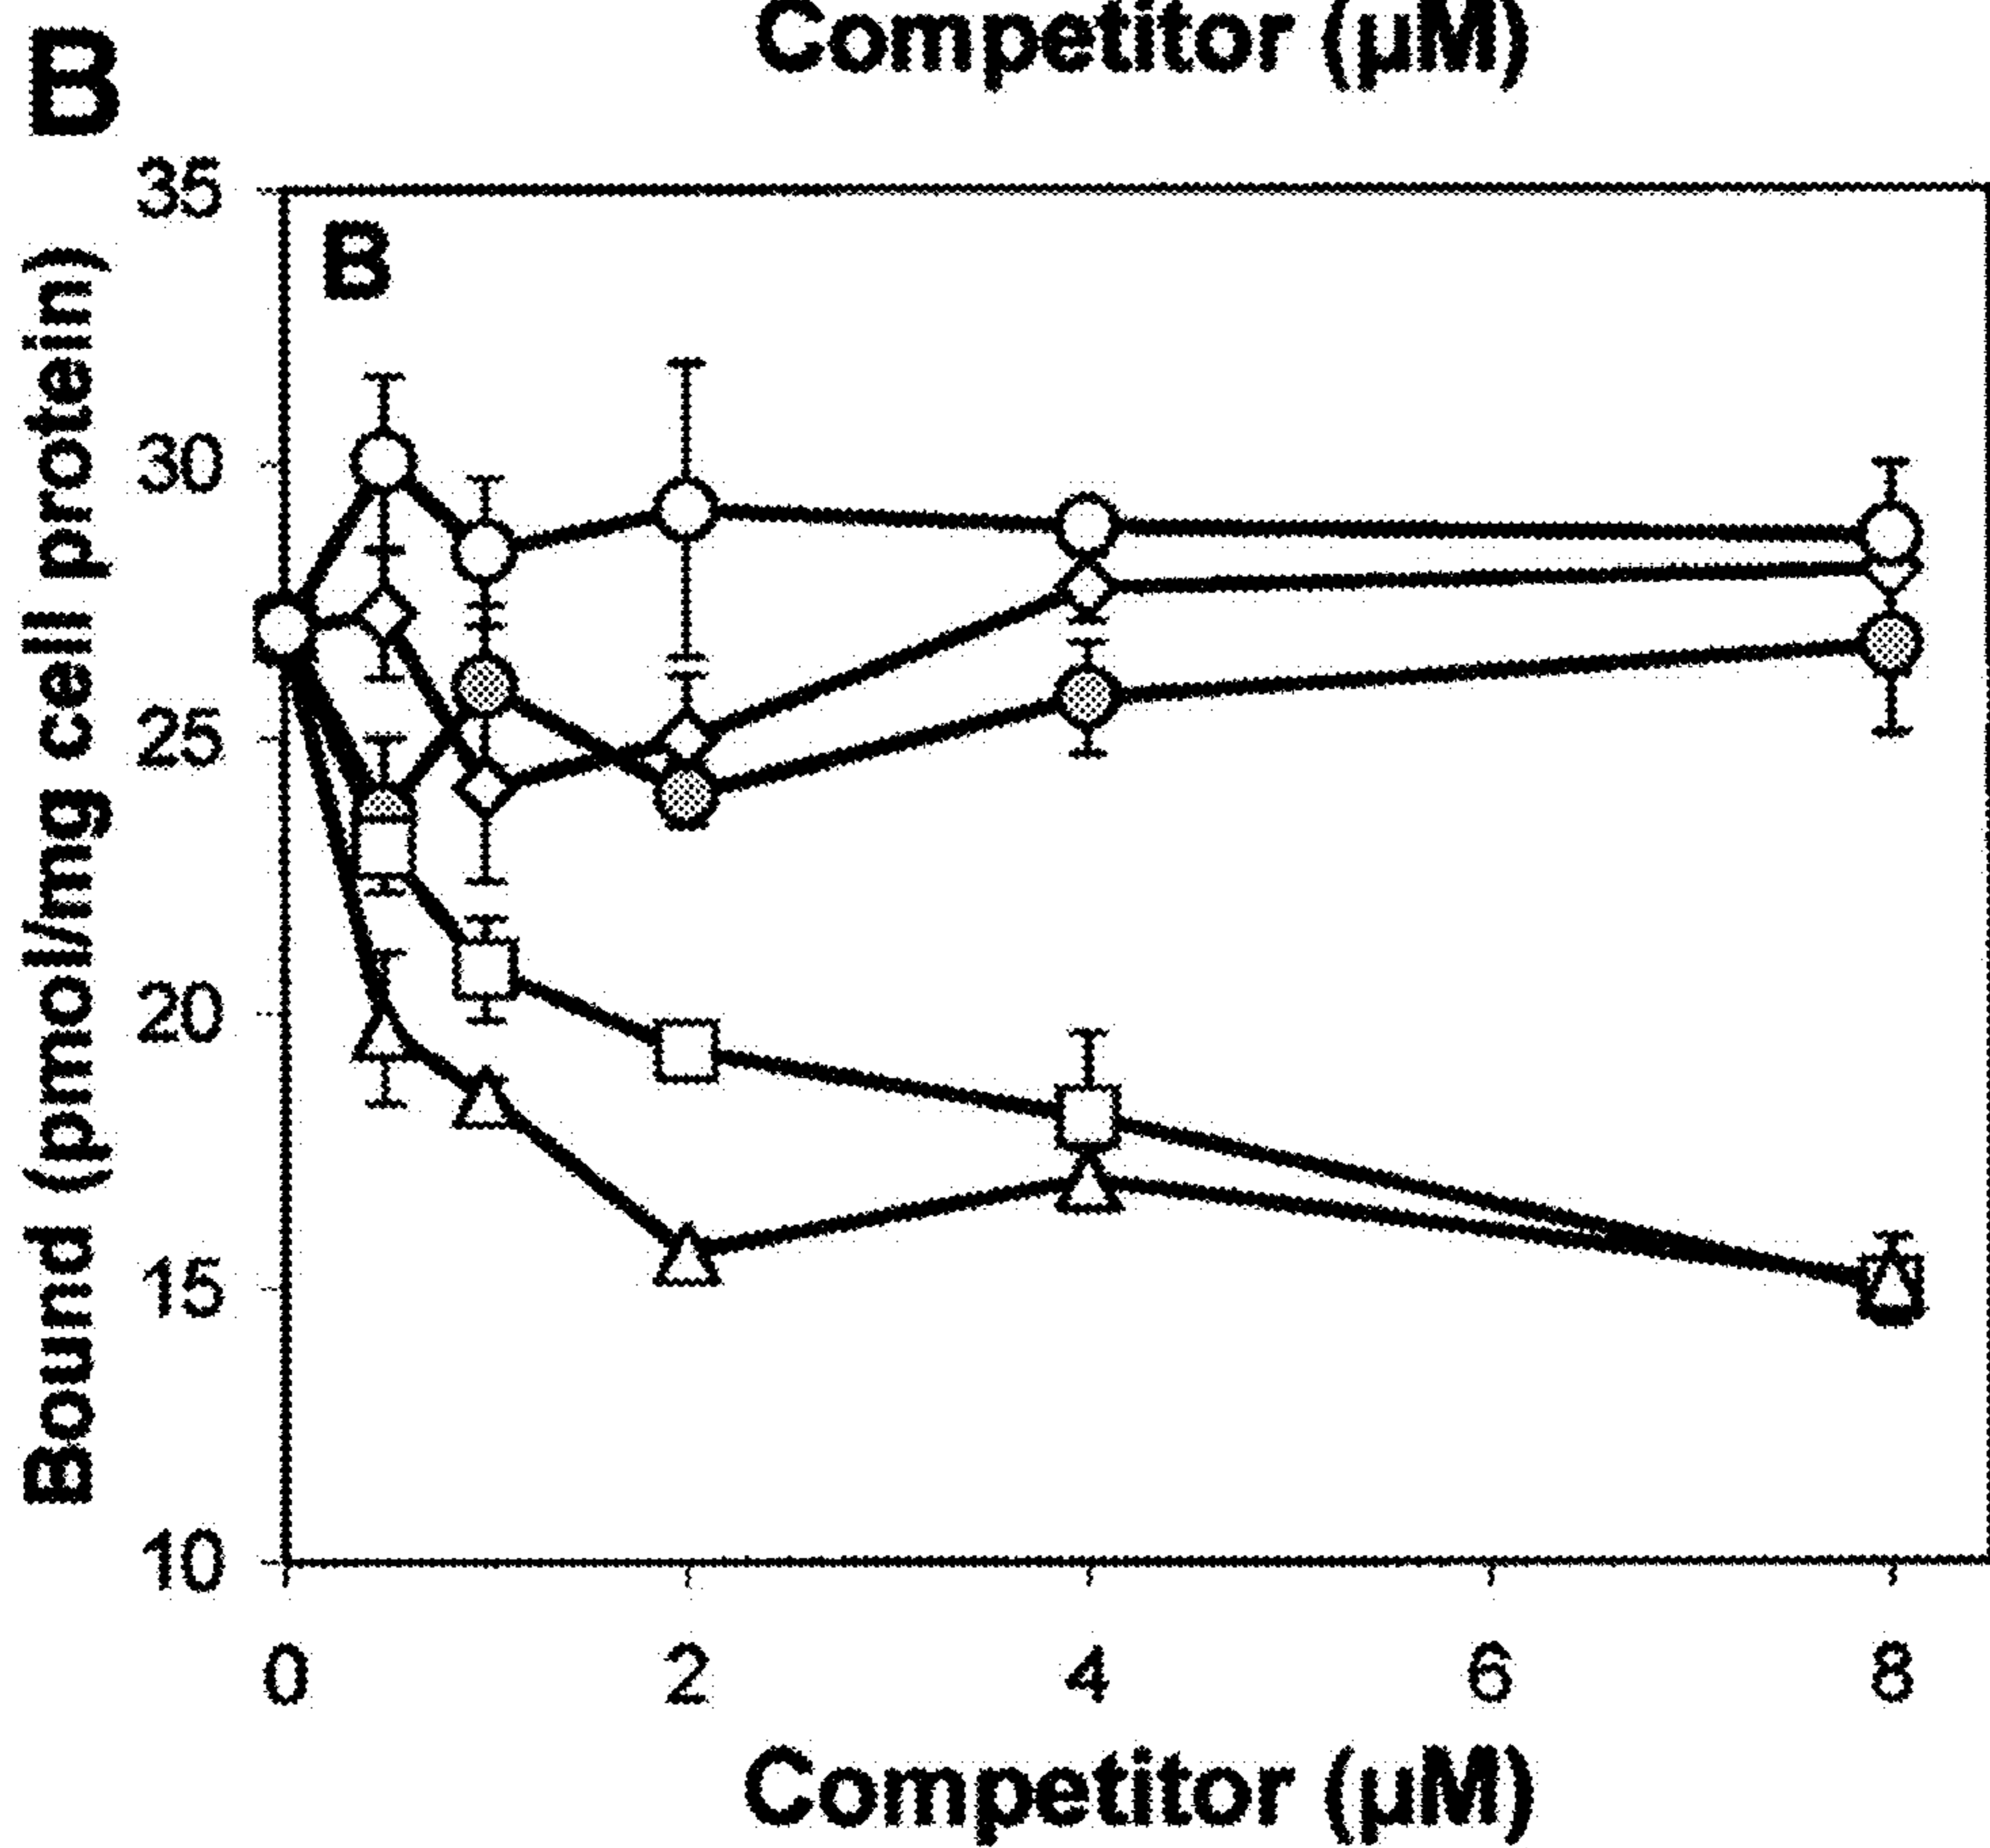 Competitor (µM)
B
35
B
30
25
20
15
10
Bound (pmol/mg cell protein)
0 2 4 6 8
Competitor (µM)